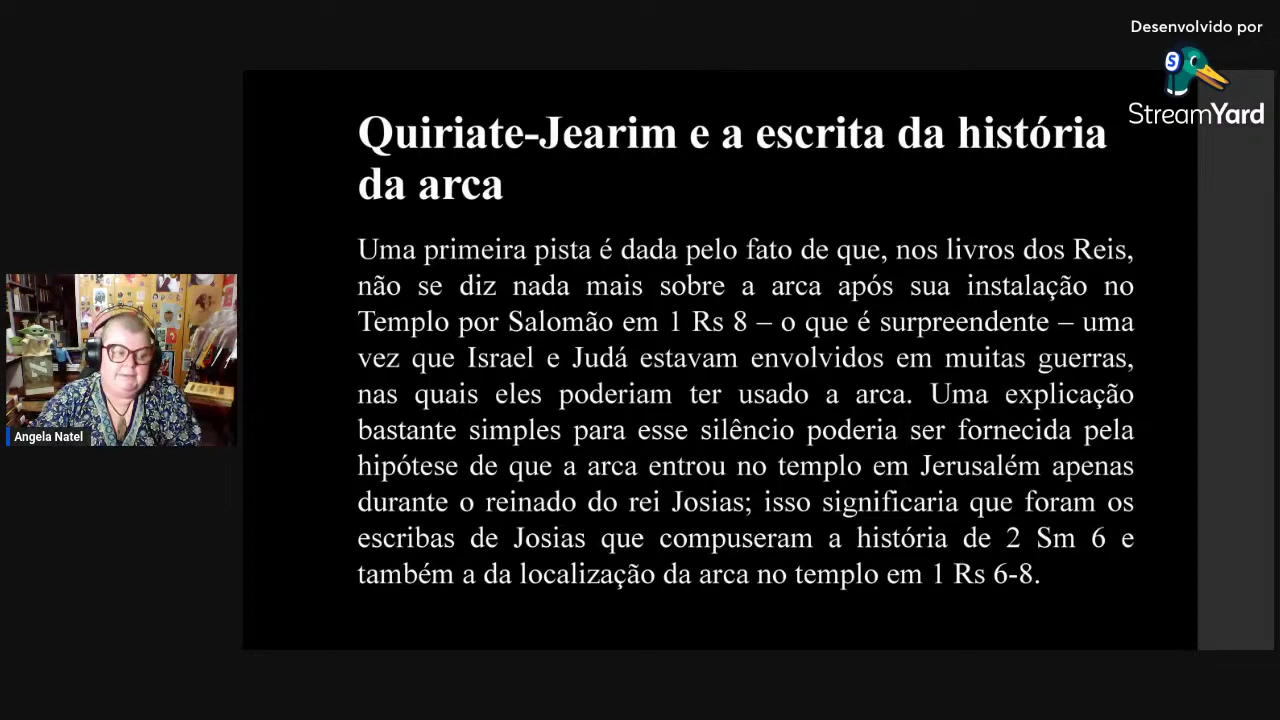 Desenvolvido por
StreamYard
Quiriate-Jearim e a escrita da história
da arca
Uma primeira pista é dada pelo fato de que, nos livros dos Reis,
não se diz nada mais sobre a arca após sua instalação no
Templo por Salomão em 1 Rs 8 – o que é surpreendente – uma
vez que Israel e Judá estavam envolvidos em muitas guerras,
nas quais eles poderiam ter usado a arca. Uma explicação
bastante simples para esse silêncio poderia ser fornecida pela
hipótese de que a arca entrou no templo em Jerusalém apenas
durante o reinado do rei Josias; isso significaria que foram os
escribas de Josias que compuseram a história de 2 Sm 6 e
também a da localização da arca no templo em 1 Rs 6-8.
Angela Natel